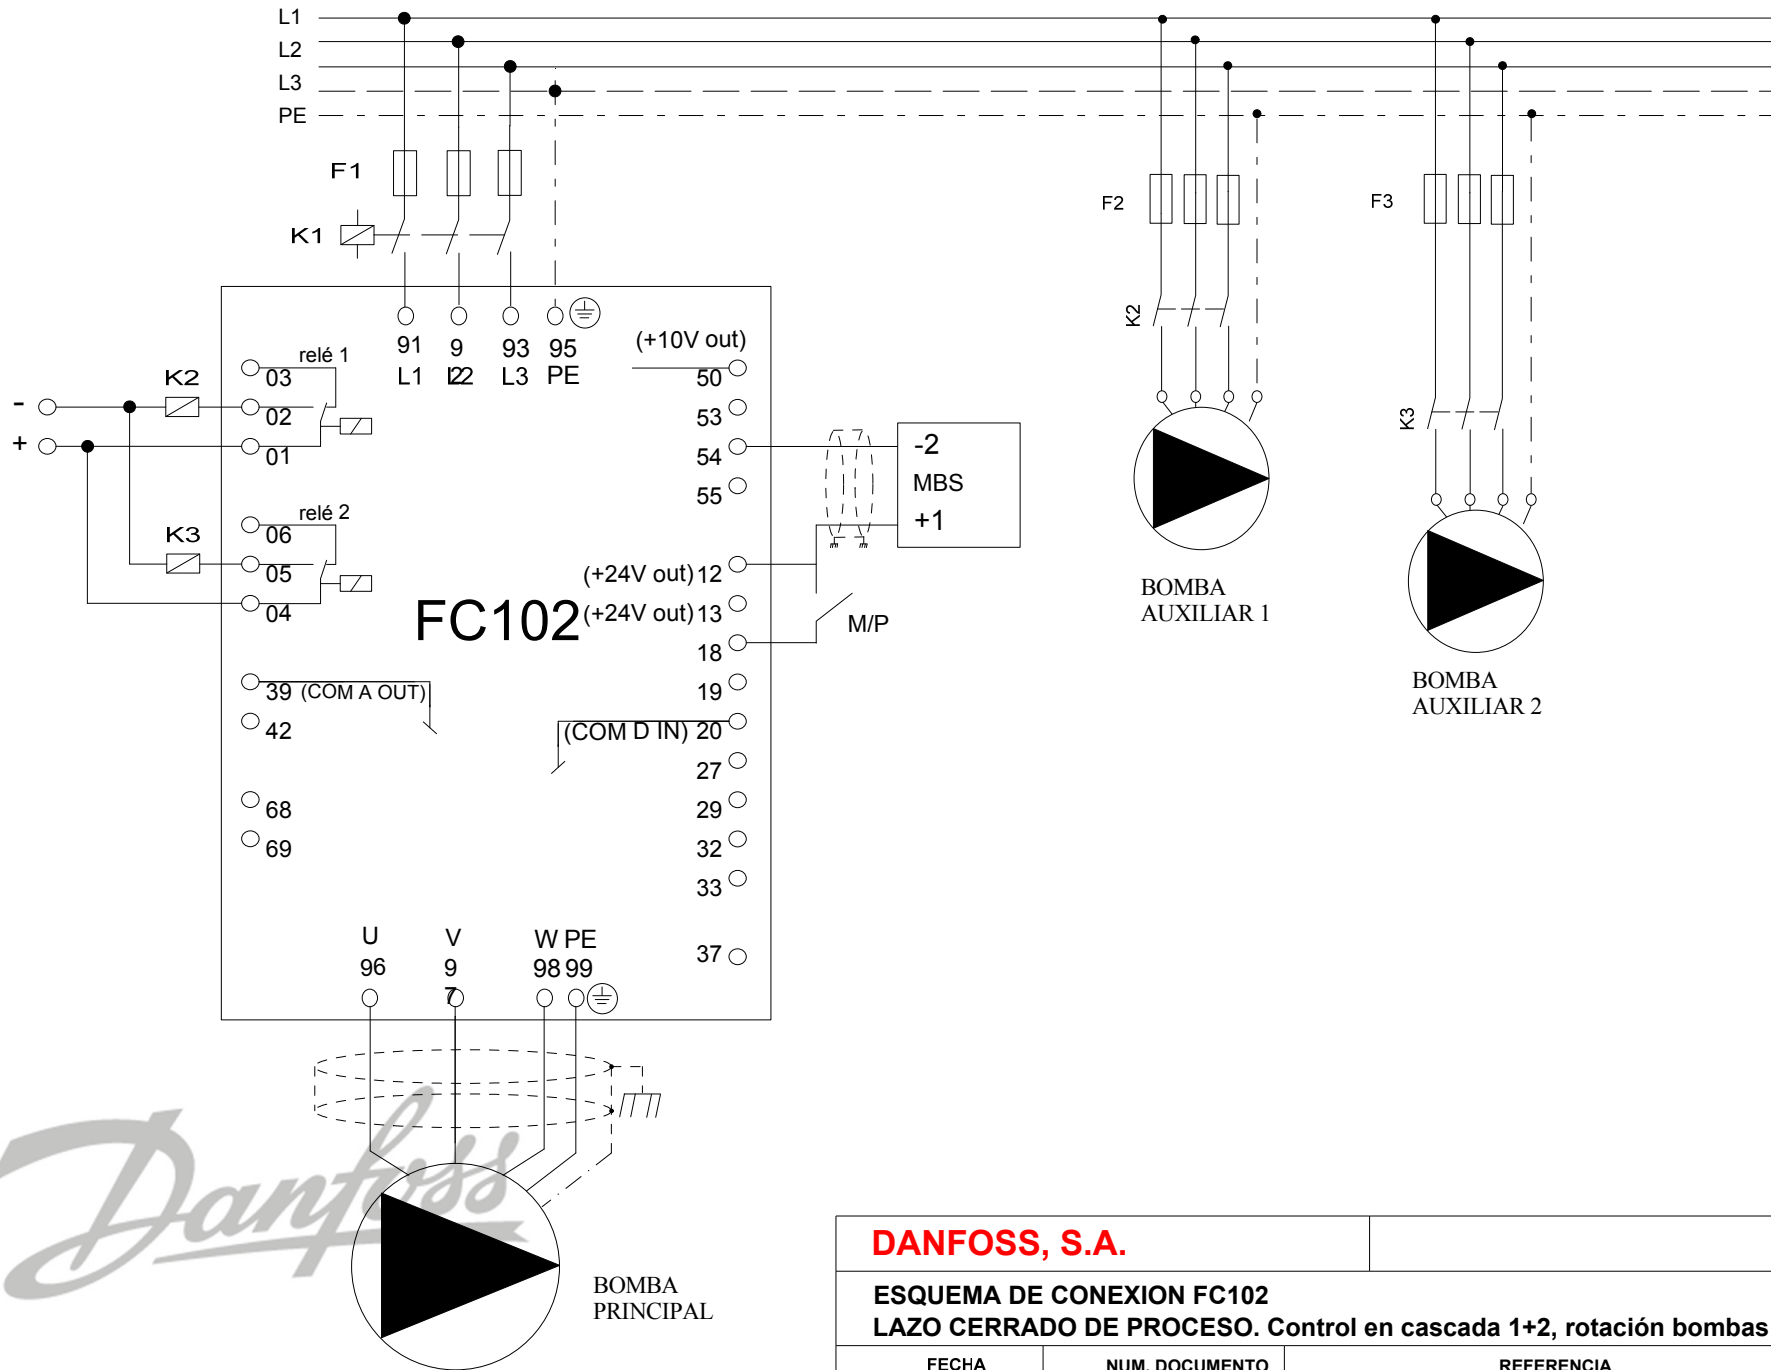 L1
L2
L3
PE
F1
K1
F2
F3
K2
K3
91
9
2
93
95
L1
L2
L3
PE
(+10V out)
relé 1
03
02
01
K2
-
+
relé 2
06
05
04
K3
50
53
54
55
-2
MBS
+1
(+24V out) 12
(+24V out) 13
FC102
M/P
18
19
39 (COM A OUT)
42
(COM D IN) 20
27
29
32
33
37
68
69
U
V
W PE
96
9
7
98 99
BOMBA
AUXILIAR 1
BOMBA
AUXILIAR 2
Danfoss
BOMBA
PRINCIPAL
DANFOSS, S.A.
ESQUEMA DE CONEXION FC102
LAZO CERRADO DE PROCESO. Control en cascada 1+2, rotación bombas
FECHA
NUM. DOCUMENTO
REFERENCIA